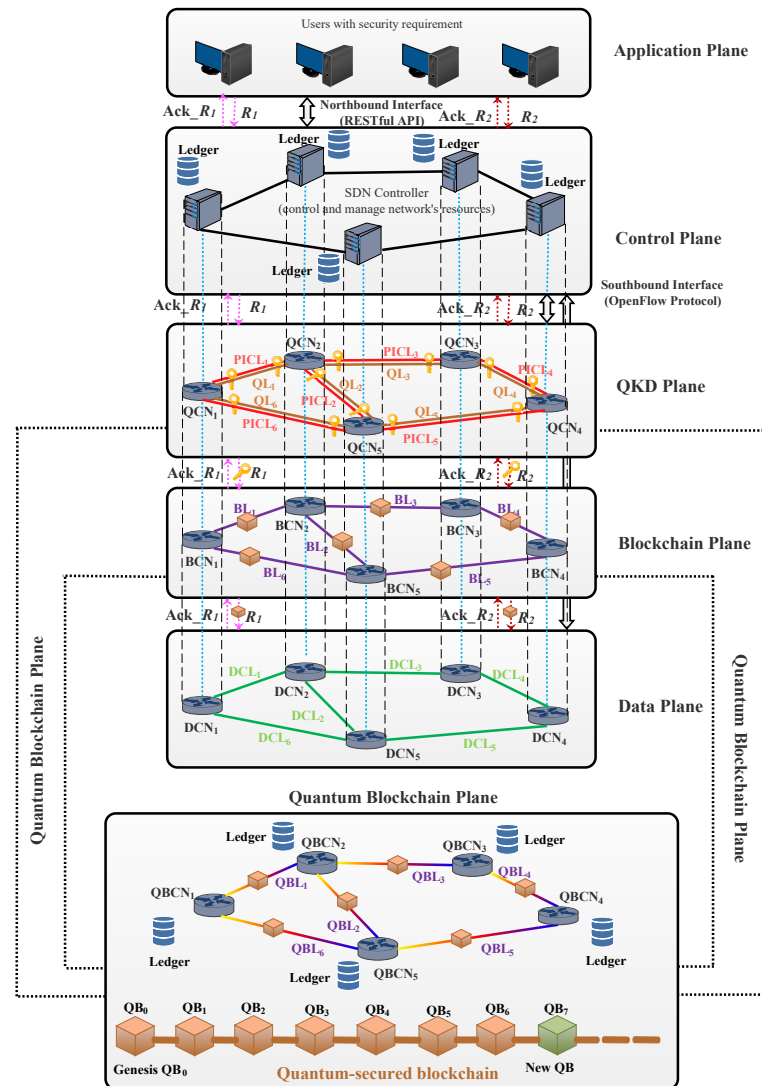 Users with security requirement
Application Plane
Ack_R1
R1
Northbound Interface
(RESTful API)
Ack_R2
R2
Ledger
Ledger
Ledger
Ledger
SDN Controller
(control and manage network's resources)
Ledger
Control Plane
Ack_R1
R1
Ack_R2
R2
Southbound Interface
(OpenFlow Protocol)
QCN2
QCN3
PICL1
PICL3
PICL4
QL1
QL2
QL3
QL4
QKD Plane
QCN1
QL6
PICL2
QL5
QCN4
PICL6
QCN5
PICL5
Ack_R1
R1
Ack_R2
R2
BL1
BCN2
BL3
BCN3
BL4
BL2
Blockchain Plane
BCN1
BL6
BCN5
BL5
BCN4
Ack_R1
R1
Ack_R2
R2
DCL1
DCN2
DCL3
DCN3
DCL4
DCL2
Data Plane
DCN1
DCL6
DCN5
DCL5
DCN4
Quantum Blockchain Plane
Quantum Blockchain Plane
Quantum Blockchain Plane
Ledger
QBCN2
QBCN3
Ledger
QBCN1
QBL1
QBL3
QBL4
QBCN4
QBL2
Ledger
QBL6
QBL5
Ledger
Ledger
QBCN5
QB0
QB1
QB2
QB3
QB4
QB5
QB6
QB7
Genesis QB0
Quantum-secured blockchain
New QB